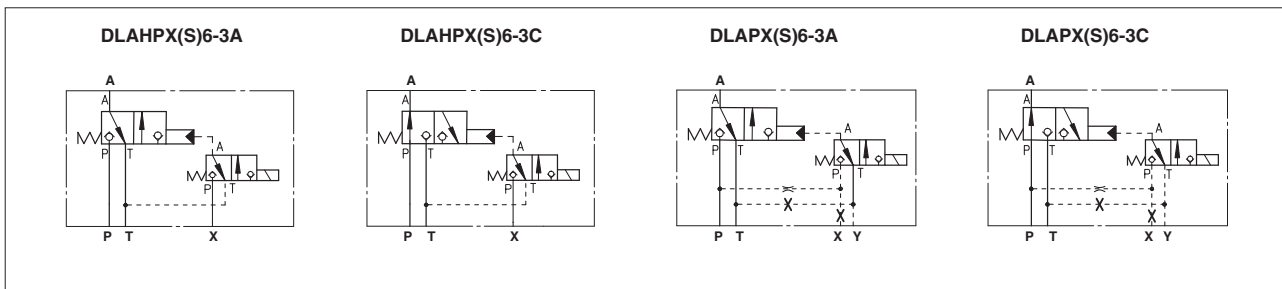 DLAHPX(S)6-3A DLAHPX(S)6-3C DLAPX(S)6-3A DLAPX(S)6-3C
A A A A
A A A A
A A
P T P T P T P T
A A
P T P T P T P T
P T X P T X P T X Y P T X Y